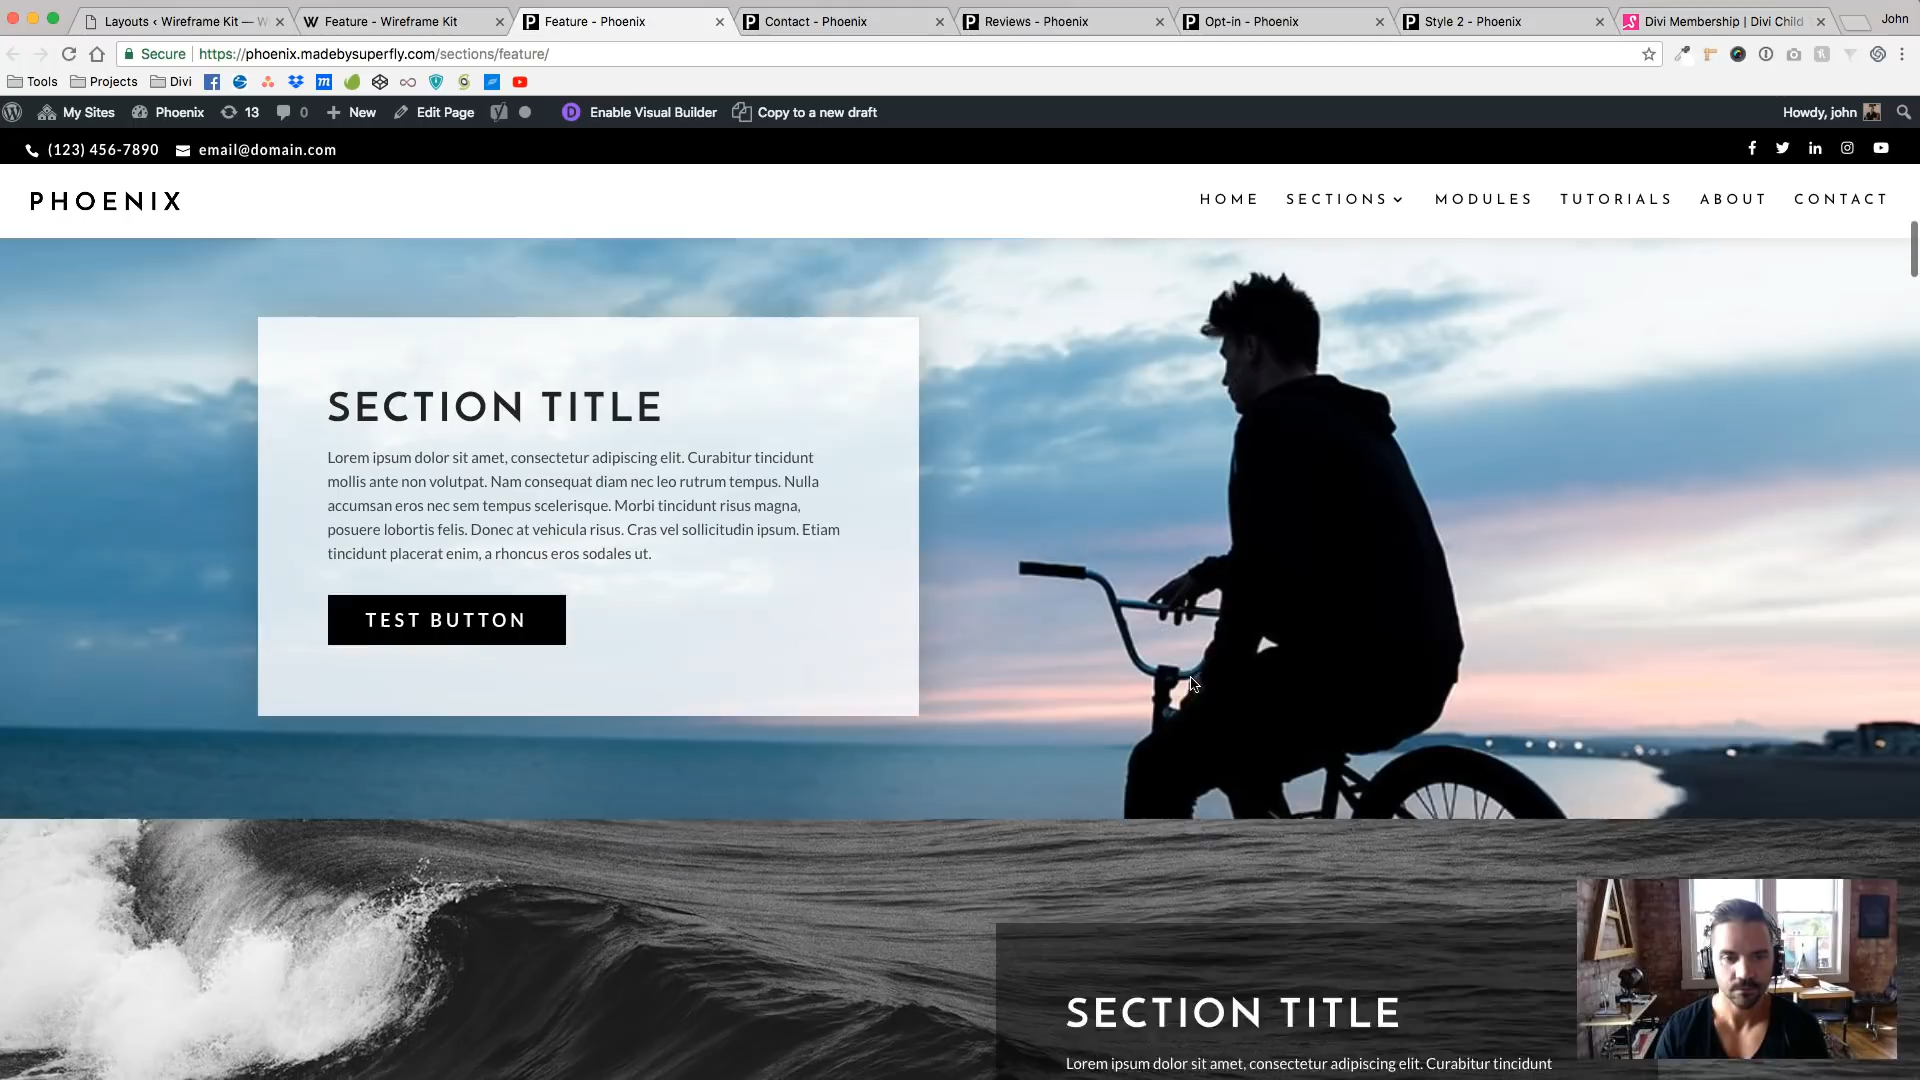 Layouts ‹ Wireframe Kit —
Feature - Wireframe Kit
Feature - Phoenix
Contact - Phoenix
Reviews - Phoenix
Opt-in - Phoenix
Style 2 - Phoenix
Divi Membership | Divi Child
John
Secure
https://phoenix.madebysuperfly.com/sections/feature/
Tools
Projects
Divi
My Sites
Phoenix
13
0
New
Edit Page
Enable Visual Builder
Copy to a new draft
Howdy, john
(123) 456-7890
email@domain.com
PHOENIX
HOME
SECTIONS
MODULES
TUTORIALS
ABOUT
CONTACT
SECTION TITLE
Lorem ipsum dolor sit amet, consectetur adipiscing elit. Curabitur tincidunt
mollis ante non volutpat. Nam consequat diam nec leo rutrum tempus. Nulla
accumsan eros nec sem tempus scelerisque. Morbi tincidunt risus magna,
posuere lobortis felis. Donec at vehicula risus. Cras vel sollicitudin ipsum. Etiam
tincidunt placerat enim, a rhoncus eros sodales ut.
TEST BUTTON
SECTION TITLE
Lorem ipsum dolor sit amet, consectetur adipiscing elit. Curabitur tincidunt